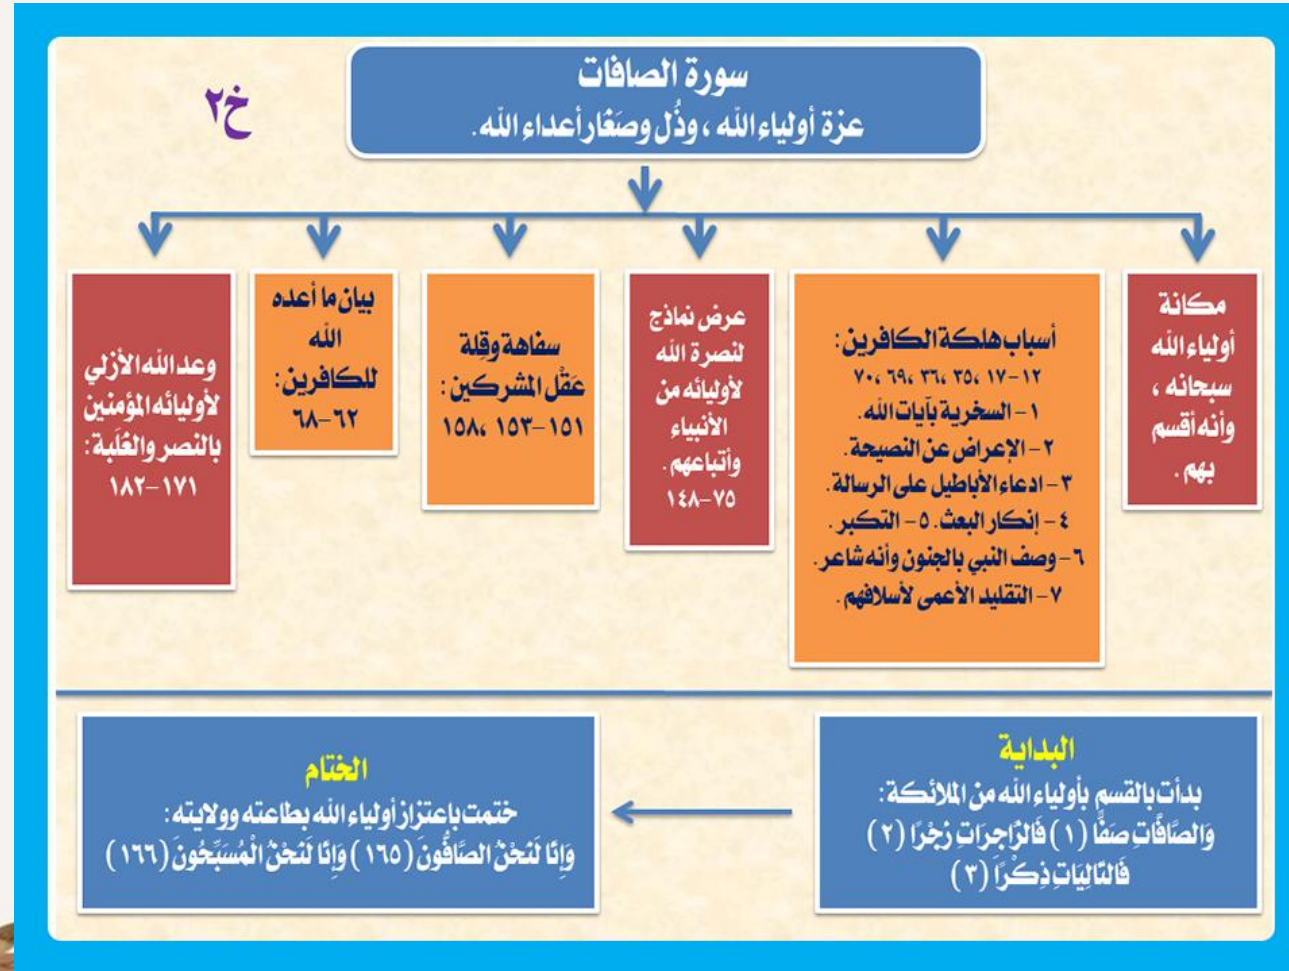 سورة الصافات
عزة أولياء الله ، وذُل وصَغَار أعداء الله.
خ٢
مكانة
أولياء الله
سبحانه ،
وأنه أقسم
بهم .
أسباب هلكة الكافرين :
١٢-١٧ ،٣٥ ،٣٦ ،٦٩ ،٧٠
١- السخرية بآيات الله.
٢- الإعراض عن النصيحة.
٣- ادعاء الأباطيل على الرسالة.
٤- إنكار البعث. ٥- التكبر .
٦- وصف النبي بالجنون وأنه شاعر.
٧- التقليد الأعمى لأسلافهم .
عرض نماذج
لنصرة الله
لأوليائه من
الأنبياء
وأتباعهم .
٧٥-١٤٨
سفاهة وقِلة
عَقْل المشركين :
١٥١-١٥٣ ،١٥٨
بيان ما أعده
الله
للكافرين:
٦٢-٦٨
وعد الله الأزلي
لأوليائه المؤمنين
بالنصر والغَلَبة:
١٧١-١٨٢
البداية
بدأت بالقسم بأولياء الله من الملائكة :
وَالصَّافَّاتِ صَفًّا (١) فَالزَّاجِرَاتِ زَجْرًا (٢)
فَالتَّالِيَاتِ ذِكْرًا (٣)
الختام
ختمت باعتزاز أولياء الله بطاعته وولايته :
وَإِنَّا لَنَحْنُ الصَّافُّونَ (١٦٥) وَإِنَّا لَنَحْنُ الْمُسَبِّحُونَ (١٦٦)